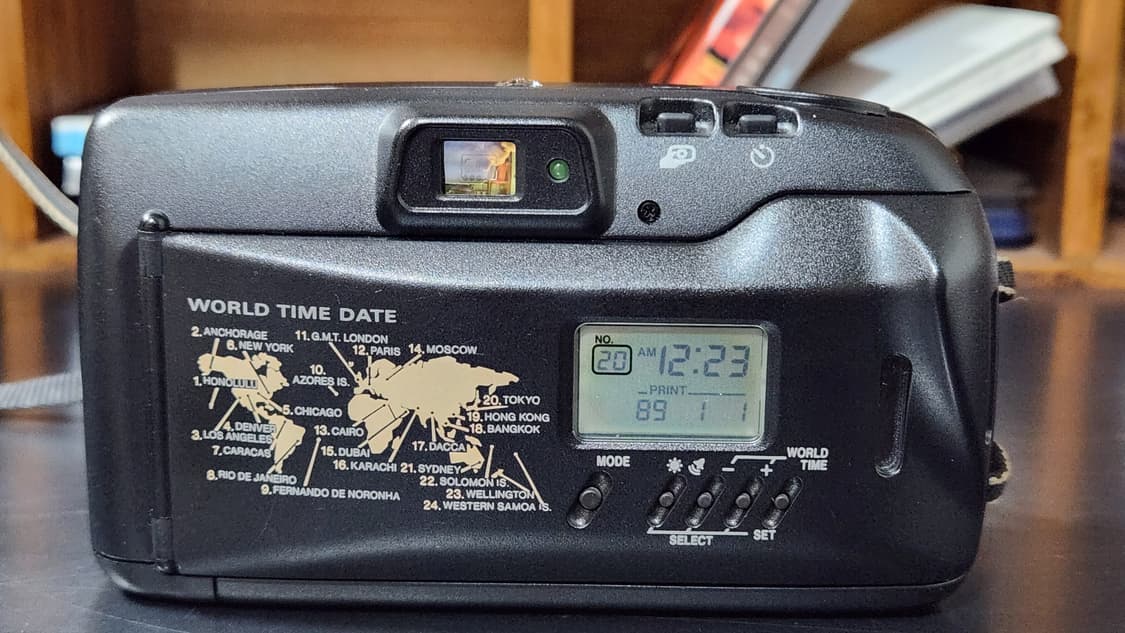 WORLD TIME DATE
2. ANCHORAGE
11. G.M.T. LONDON
6. NEW YORK
12. PARIS
14. MOSCOW
1. HONOLULU
10. AZORES IS.
20. TOKYO
5. CHICAGO
19. HONG KONG
4. DENVER
13. CAIRO
18. BANGKOK
3. LOS ANGELES
17. DACCA
7. CARACAS
15. DUBAI
16. KARACHI
21. SYDNEY
8. RIO DE JANEIRO
22. SOLOMON IS.
9. FERNANDO DE NORONHA
23. WELLINGTON
24. WESTERN SAMOA IS.
NO.
20 AM 12:23
PRINT
89 1 1
MODE
- + WORLD
TIME
SELECT SET